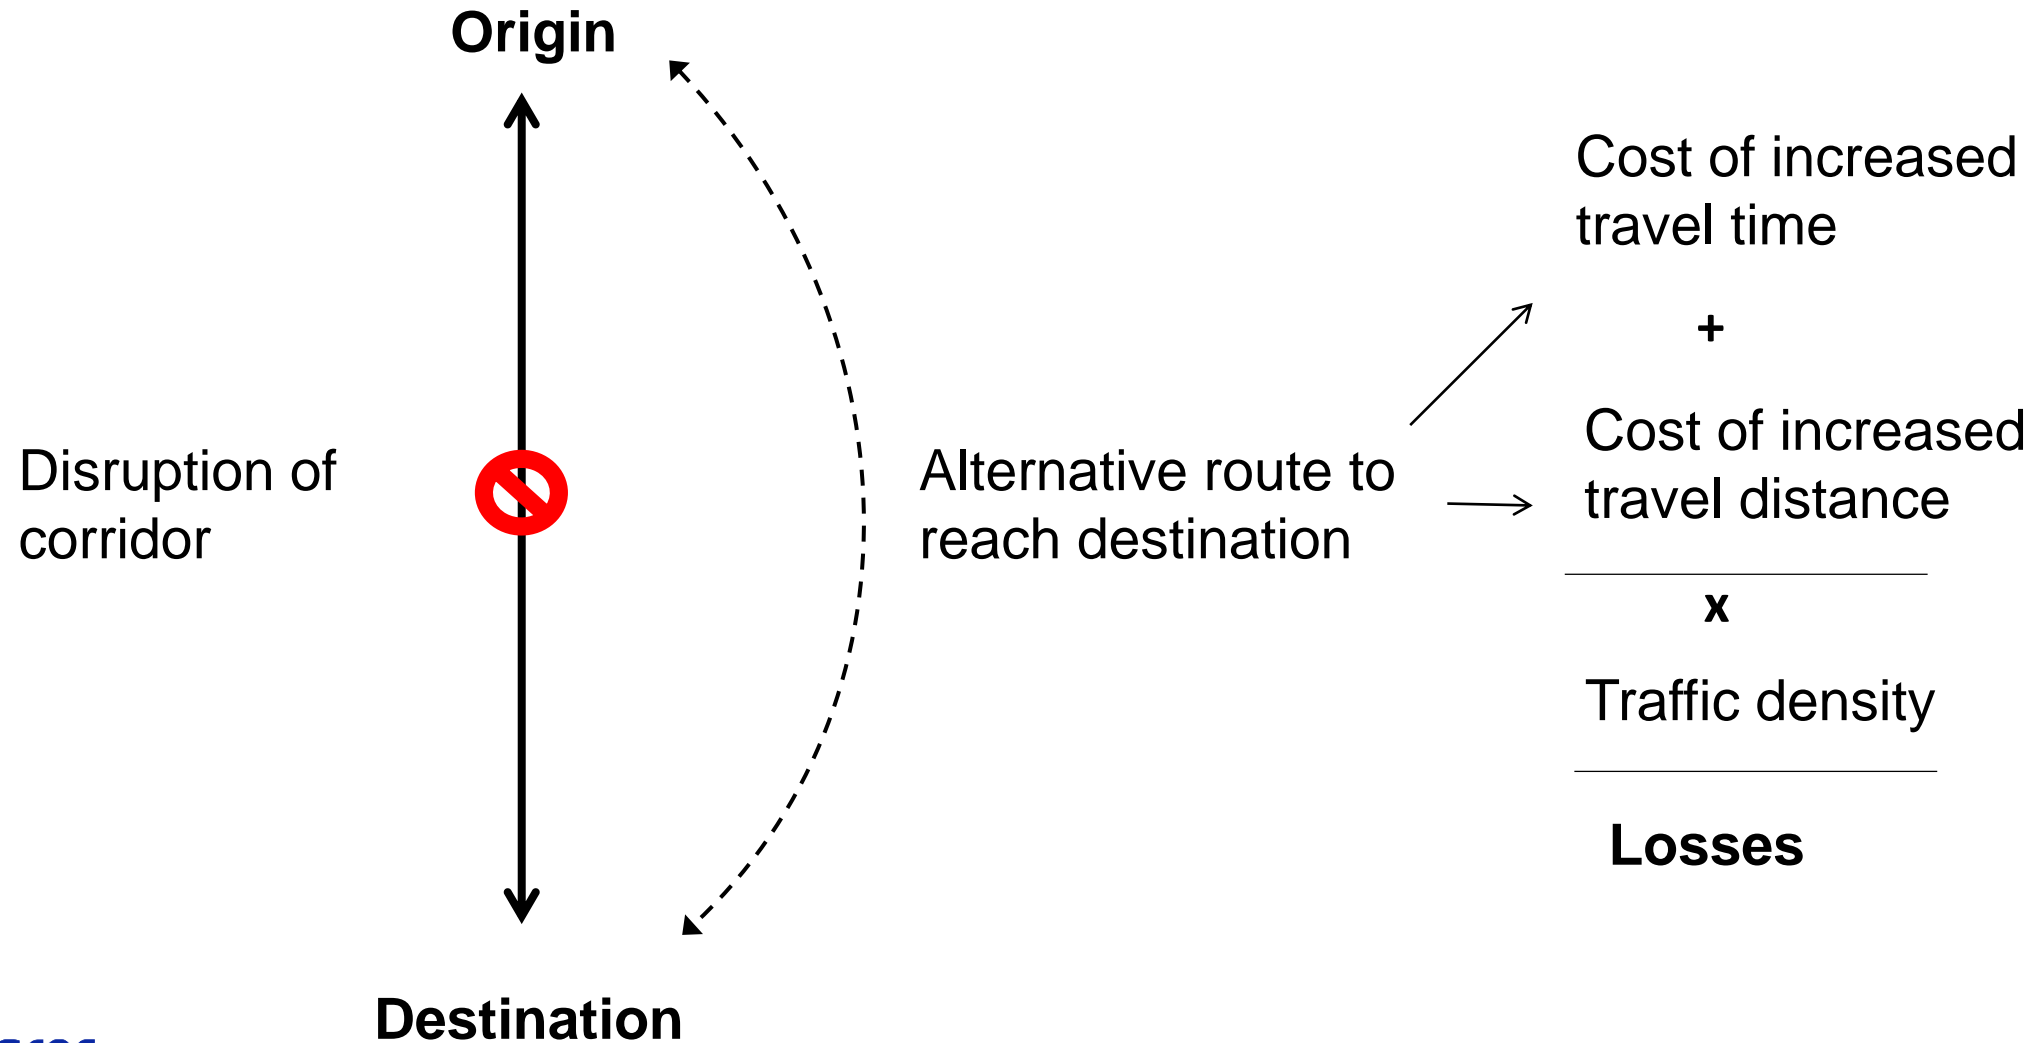 Origin
Cost of increased
travel time
+
Cost of increased
travel distance
Disruption of
corridor
Alternative route to
reach destination
x
Traffic density
Losses
Destination